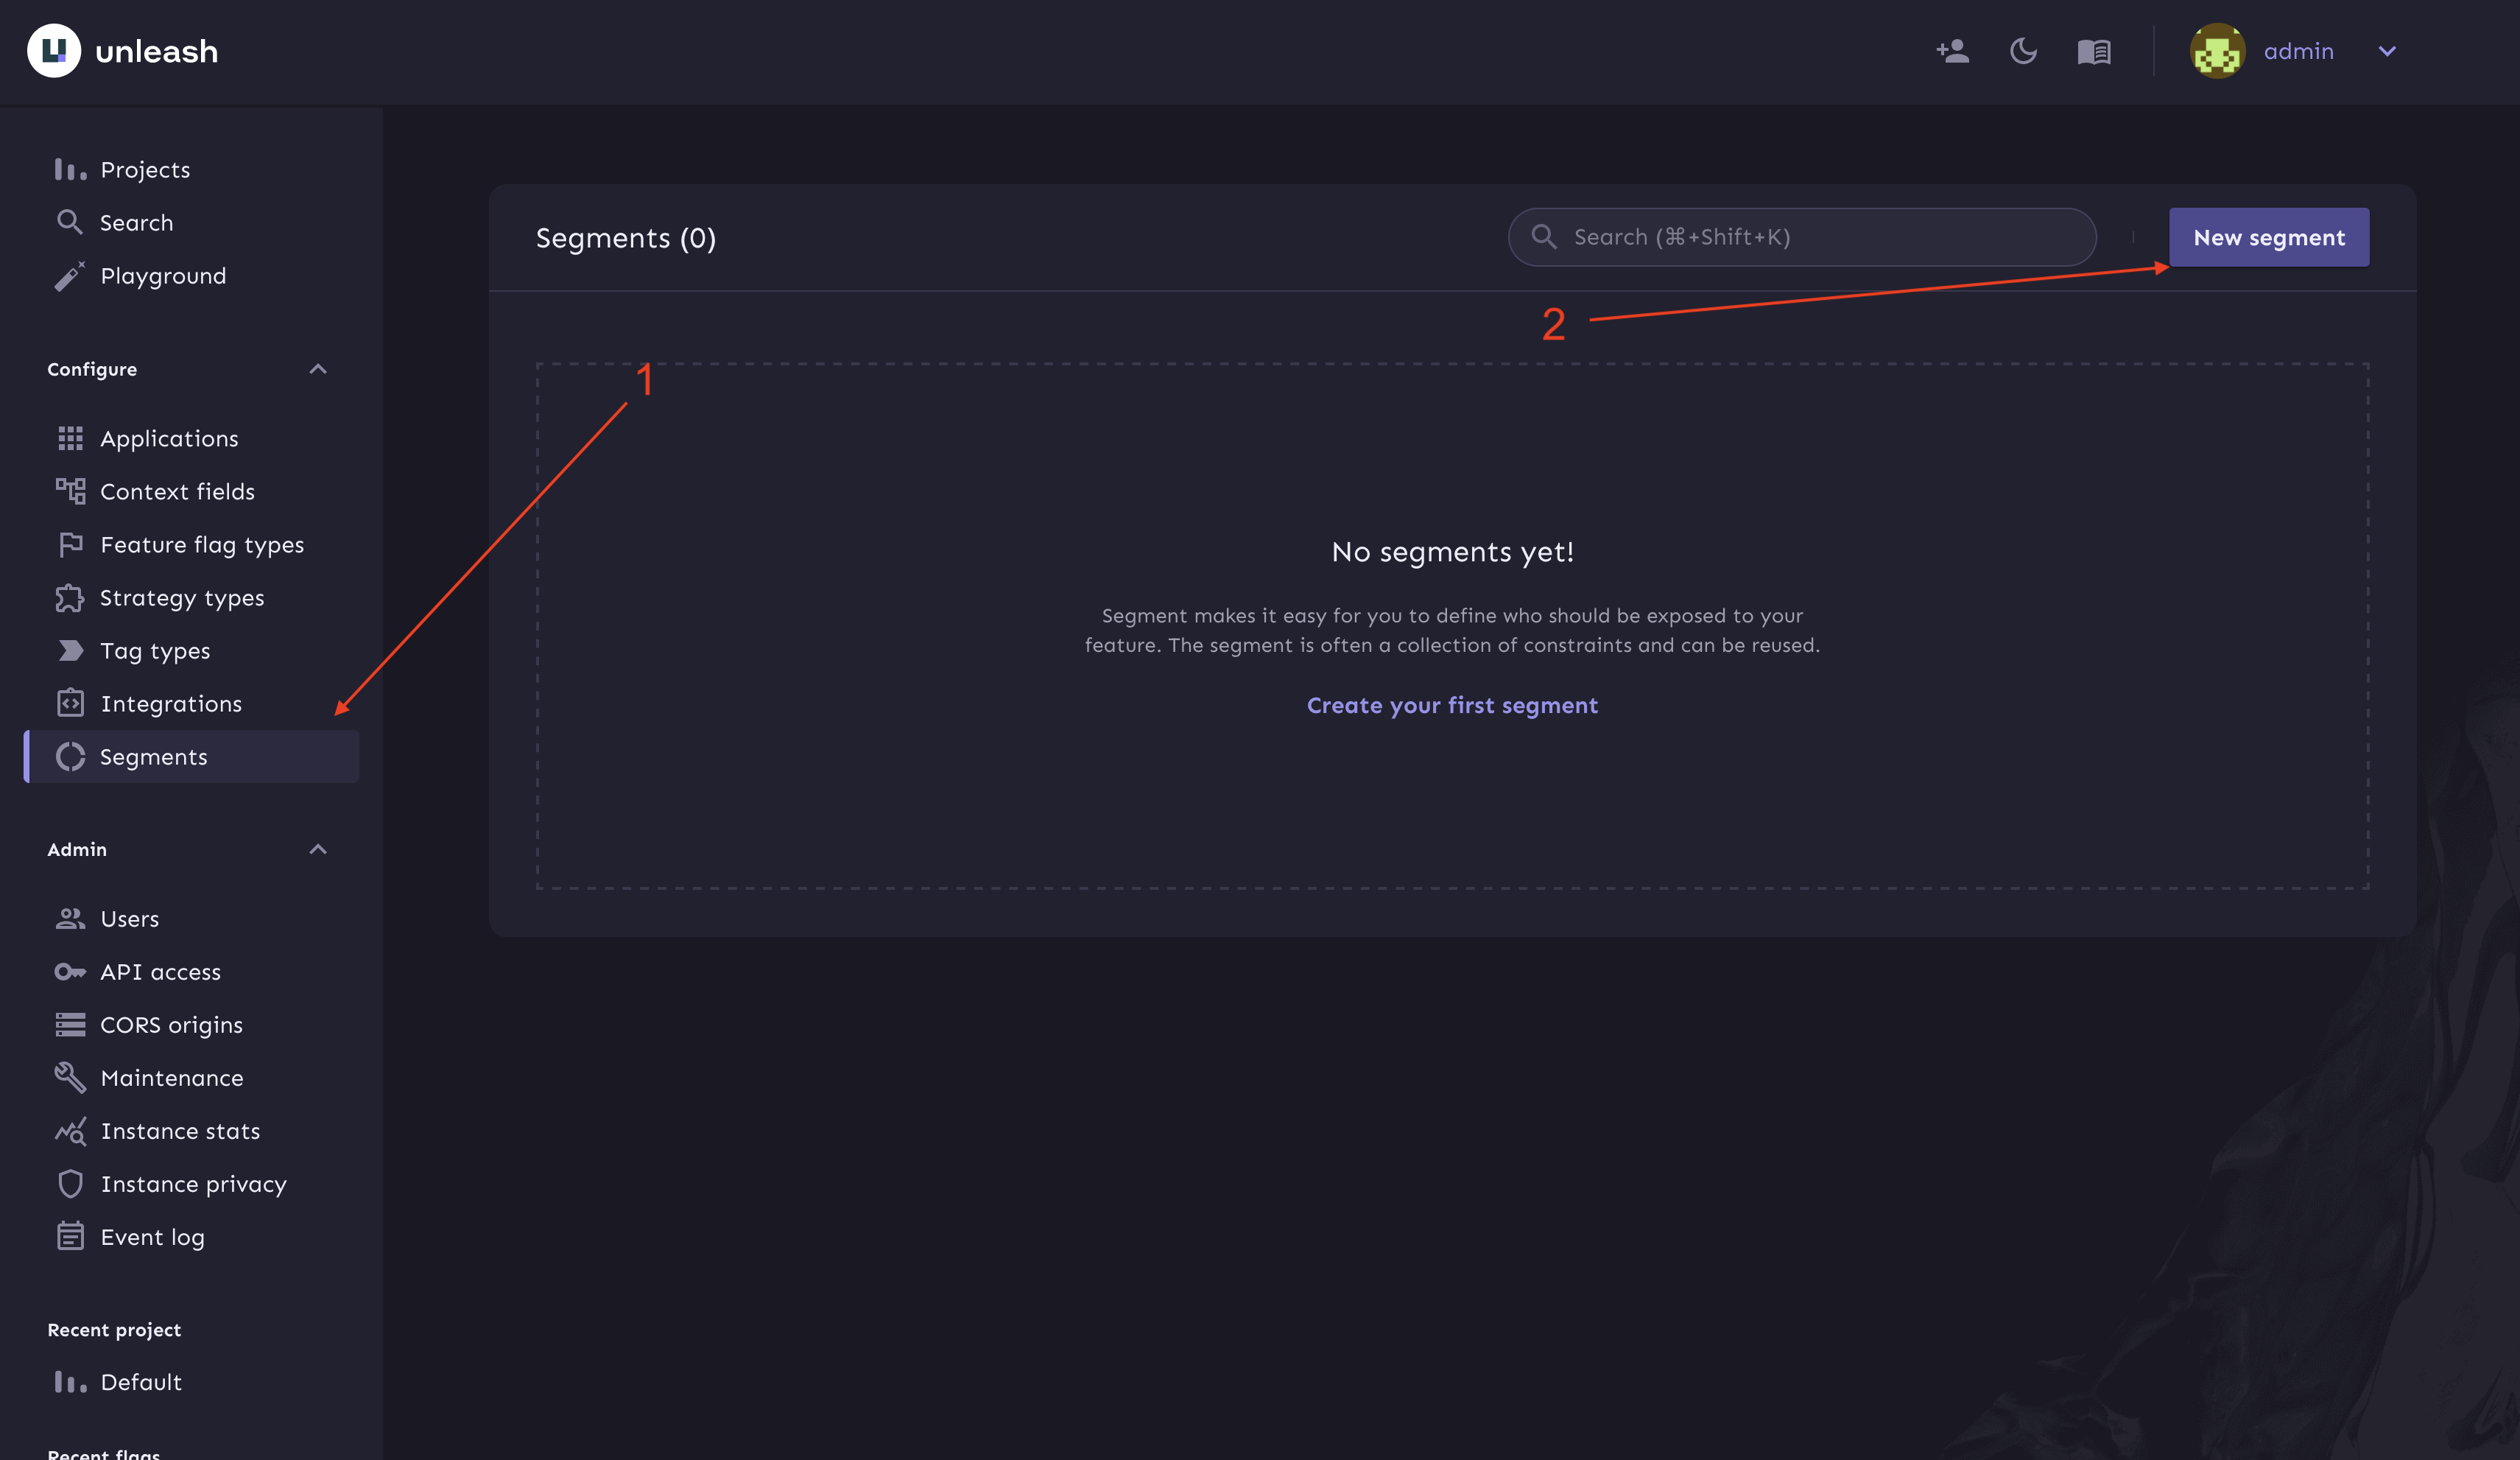 unleash
admin
Projects
Search
Playground
Configure
Applications
Context fields
Feature flag types
Strategy types
Tag types
Integrations
Segments
Admin
Users
API access
CORS origins
Maintenance
Instance stats
Instance privacy
Event log
Recent project
Default
Recent flags
Segments (0)
Search (⌘+Shift+K)
New segment
2
1
No segments yet!
Segment makes it easy for you to define who should be exposed to your
feature. The segment is often a collection of constraints and can be reused.
Create your first segment